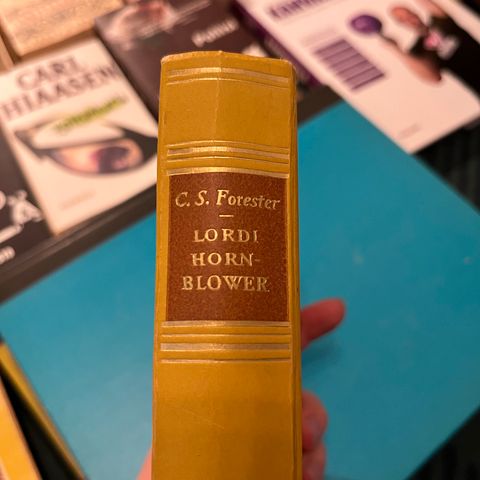 CARL
HIAASEN
C. S. Forester
LORDI
HORN-
BLOWER